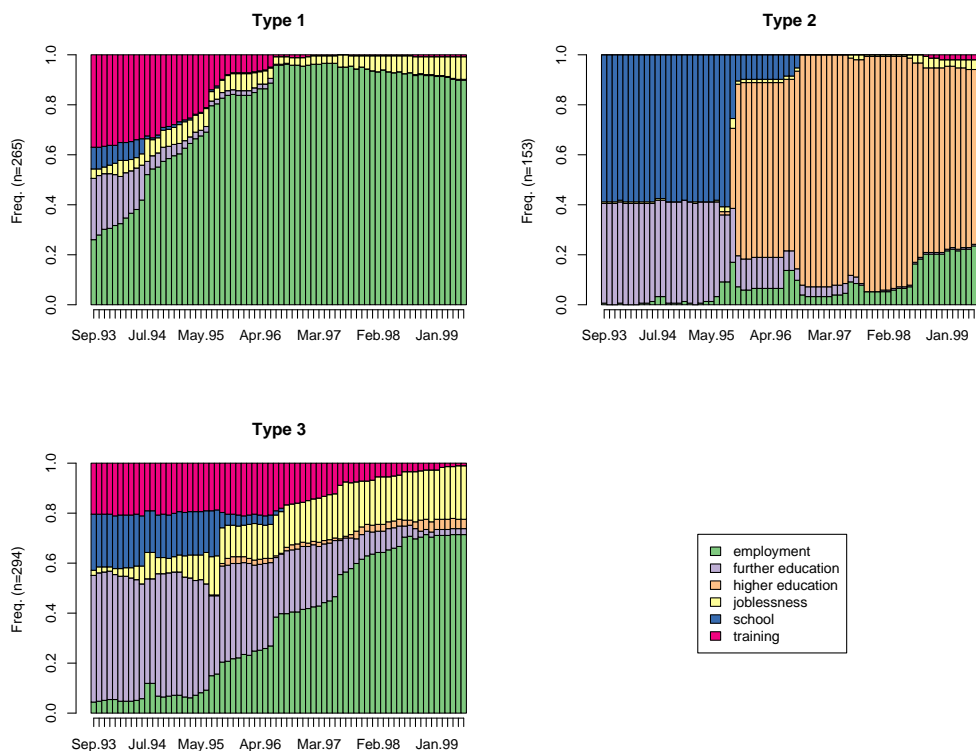 Type 1
Freq. (n=265)
0.0 0.2 0.4 0.6 0.8 1.0
Sep.93 Jul.94 May.95 Apr.96 Mar.97 Feb.98 Jan.99
Type 2
Freq. (n=153)
0.0 0.2 0.4 0.6 0.8 1.0
Sep.93 Jul.94 May.95 Apr.96 Mar.97 Feb.98 Jan.99
Type 3
Freq. (n=294)
0.0 0.2 0.4 0.6 0.8 1.0
Sep.93 Jul.94 May.95 Apr.96 Mar.97 Feb.98 Jan.99
employment
further education
higher education
joblessness
school
training